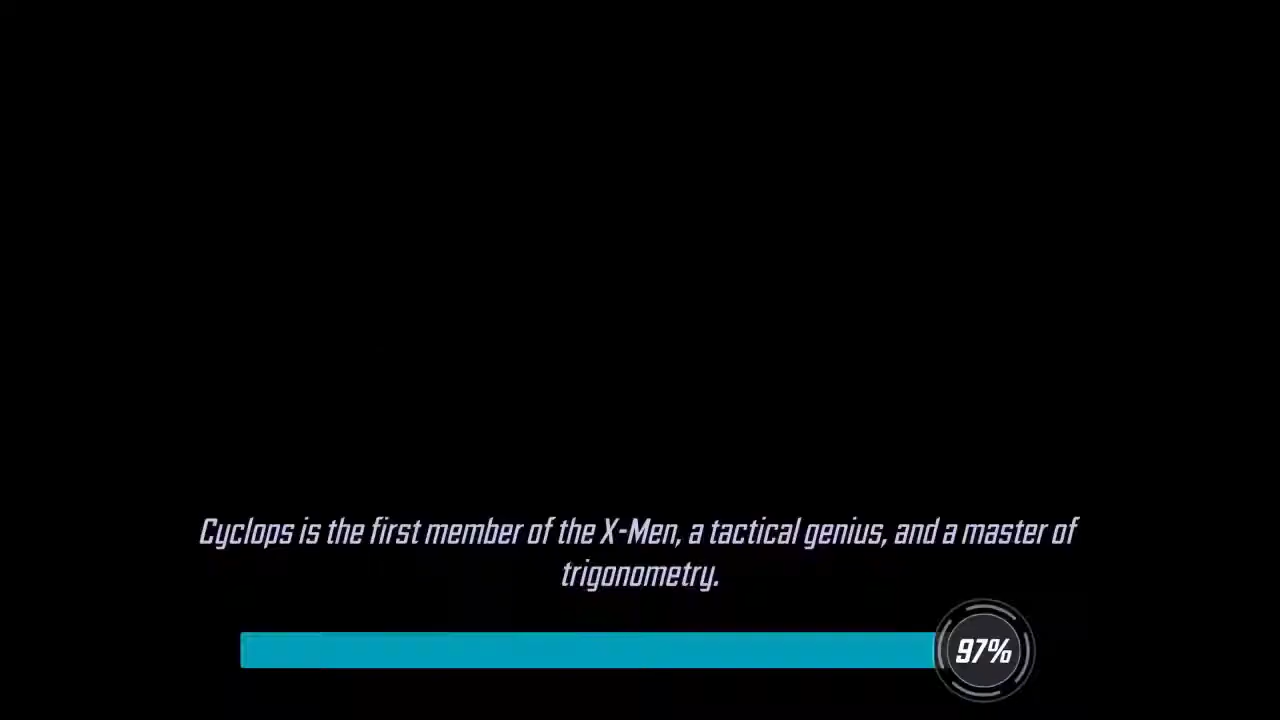 Cyclops is the first member of the X-Men, a tactical genius, and a master of
trigonometry.
97%